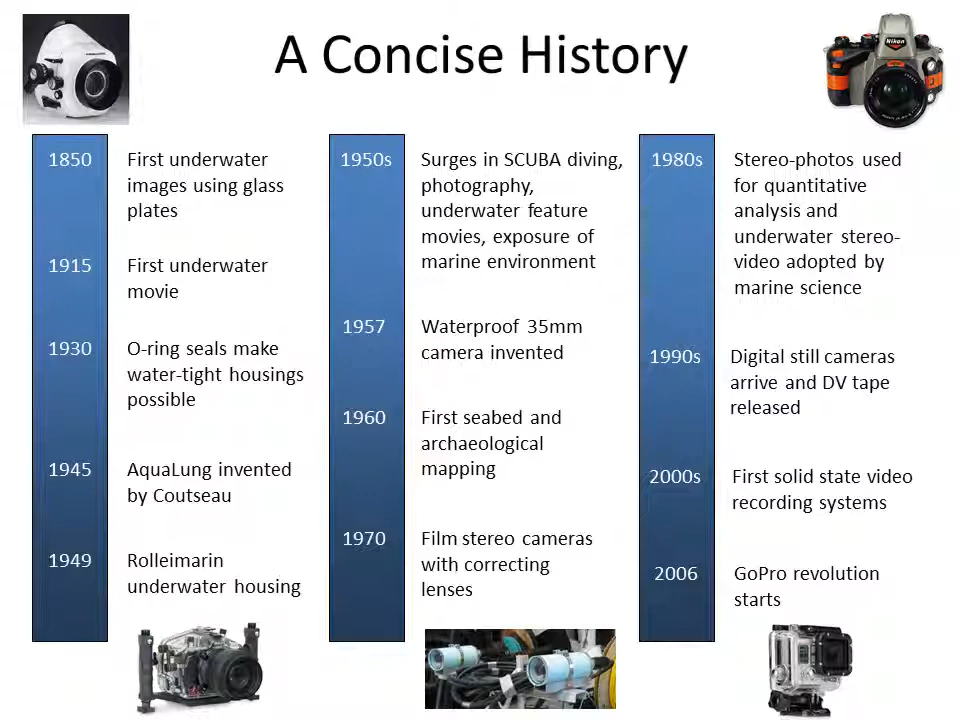 A Concise History
Nikon
1850
First underwater
images using glass
plates
1915
First underwater
movie
1930
O-ring seals make
water-tight housings
possible
1945
AquaLung invented
by Coutseau
1949
Rolleimarin
underwater housing
1950s
Surges in SCUBA diving,
photography,
underwater feature
movies, exposure of
marine environment
1957
Waterproof 35mm
camera invented
1960
First seabed and
archaeological
mapping
1970
Film stereo cameras
with correcting
lenses
1980s
Stereo-photos used
for quantitative
analysis and
underwater stereo-
video adopted by
marine science
1990s
Digital still cameras
arrive and DV tape
released
2000s
First solid state video
recording systems
2006
GoPro revolution
starts